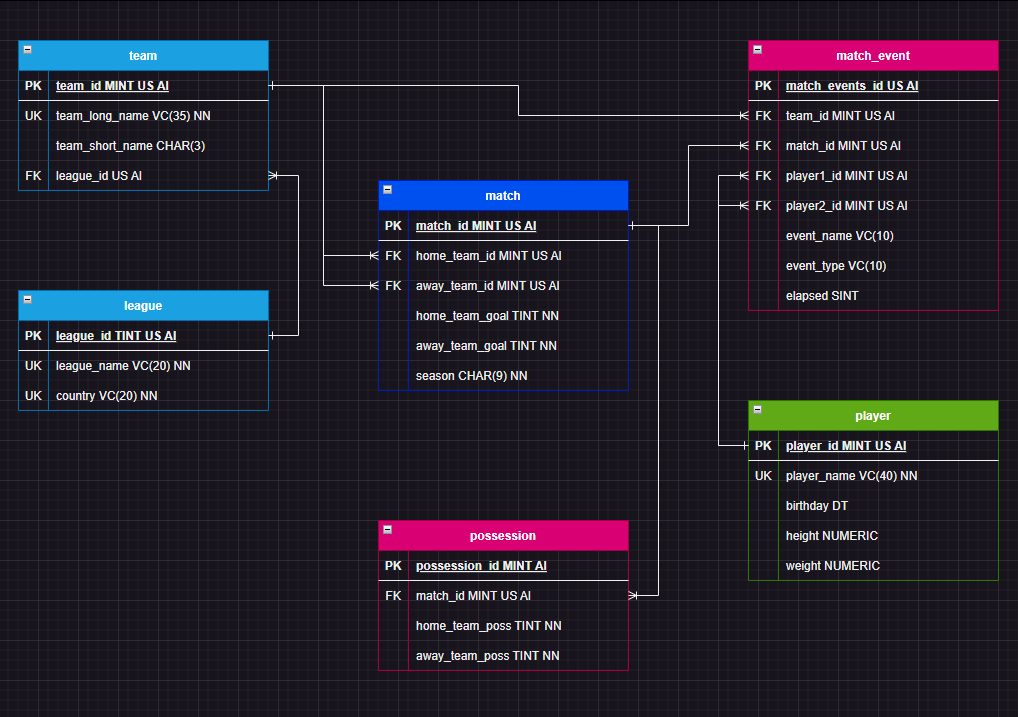 team
PK team_id MINT US AI
UK team_long_name VC(35) NN
team_short_name CHAR(3)
FK league_id US AI
league
PK league_id TINT US AI
UK league_name VC(20) NN
UK country VC(20) NN
match
PK match_id MINT US AI
FK home_team_id MINT US AI
FK away_team_id MINT US AI
home_team_goal TINT NN
away_team_goal TINT NN
season CHAR(9) NN
possession
PK possession_id MINT AI
FK match_id MINT US AI
home_team_poss TINT NN
away_team_poss TINT NN
match_event
PK match_events_id US AI
FK team_id MINT US AI
FK match_id MINT US AI
FK player1_id MINT US AI
FK player2_id MINT US AI
event_name VC(10)
event_type VC(10)
elapsed SINT
player
PK player_id MINT US AI
UK player_name VC(40) NN
birthday DT
height NUMERIC
weight NUMERIC